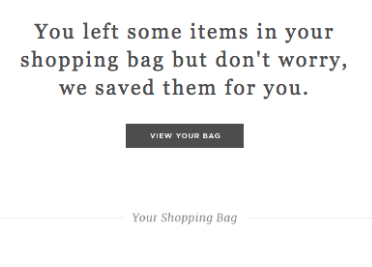 You left some items in your
shopping bag but don't worry,
we saved them for you.
VIEW YOUR BAG
Your Shopping Bag